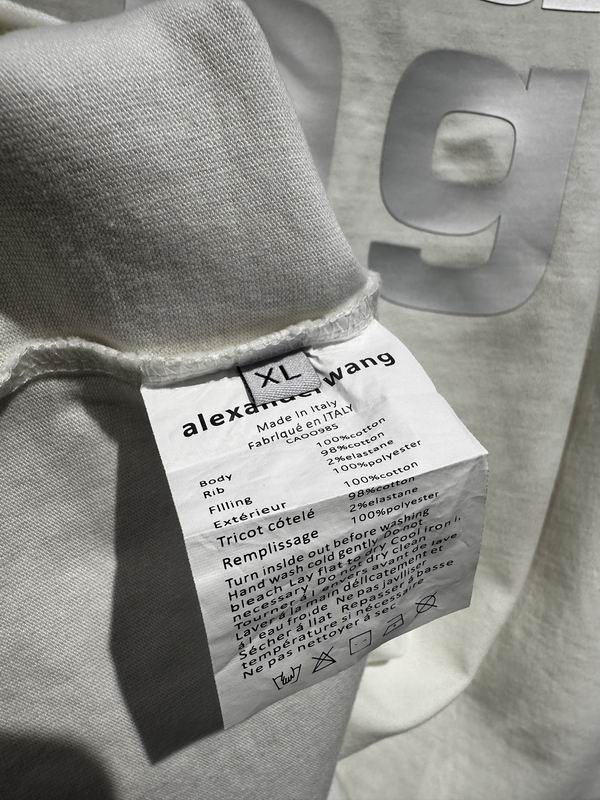 g
XL
alexanderwang
Made In Italy
Fabriqué en ITALY
CA00985
Body 100%cotton
Rib 98%cotton
2%elastane
FIlling 100%polyester
Extérieur 100%cotton
Tricot côtelé 98%cotton
2%elastane
Remplissage 100%polyester
Turn inside out before washing
Hand wash cold gently. Do not
bleach. Lay flat to dry. Cool iron i.
necessary. Do not dry clean
Tourner á l envers avant de lave
Laver á la main délicatement et
á l eau froide Ne pas javlliser
Sécher á llat Repasser á basse
température si nécessaire
Ne pas nettoyer á sec